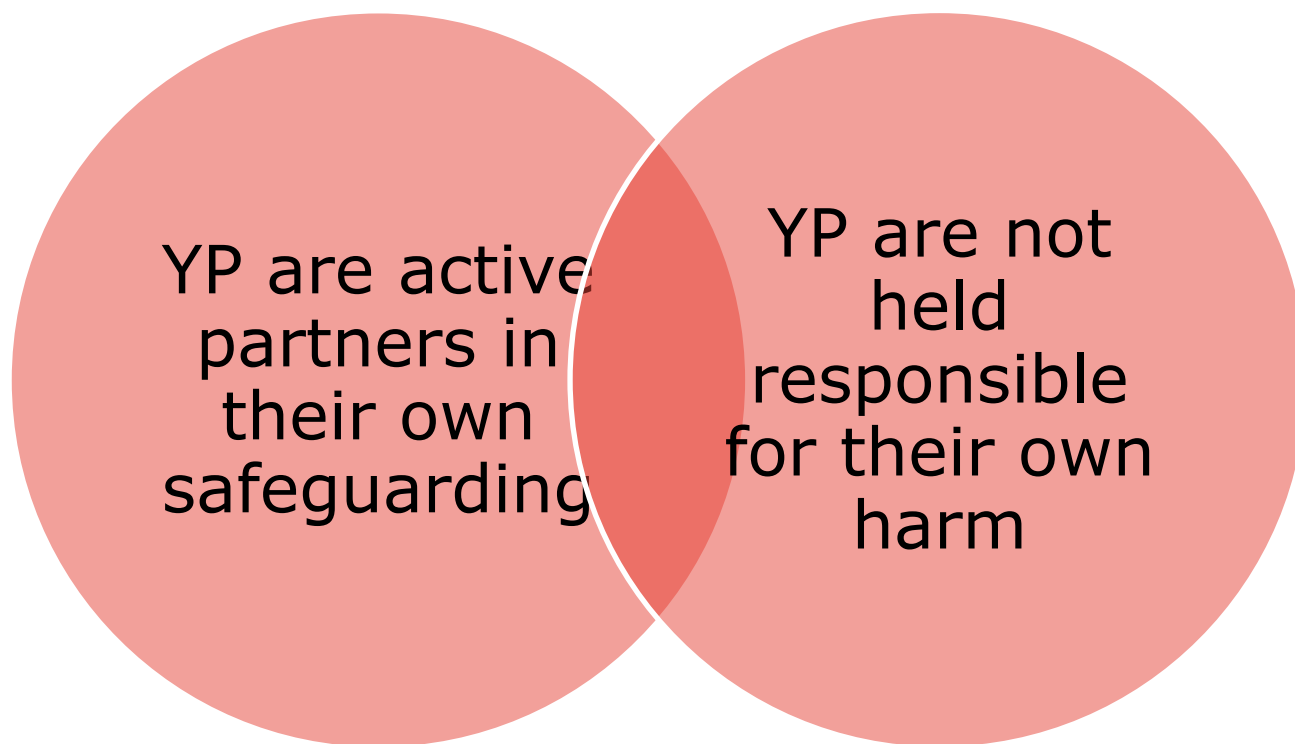 YP are active
partners in
their own
safeguarding
YP are not
held
responsible
for their own
harm